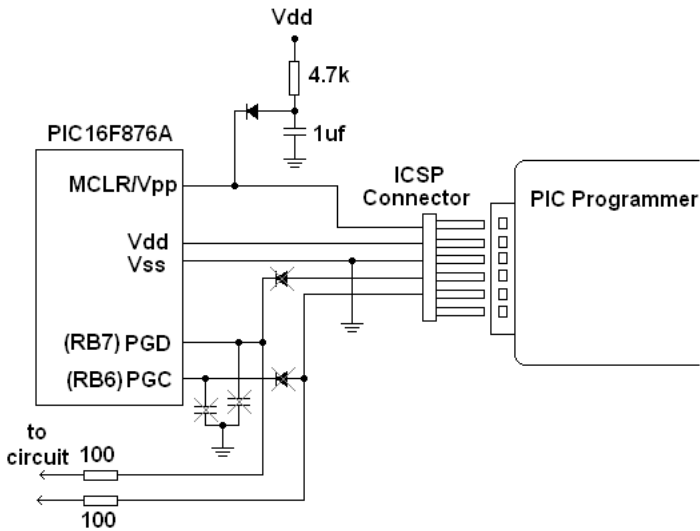 Vdd
4.7k
1uf
PIC16F876A
MCLR/Vpp
Vdd
Vss
(RB7) PGD
(RB6) PGC
ICSP
Connector
PIC Programmer
to
circuit
100
100